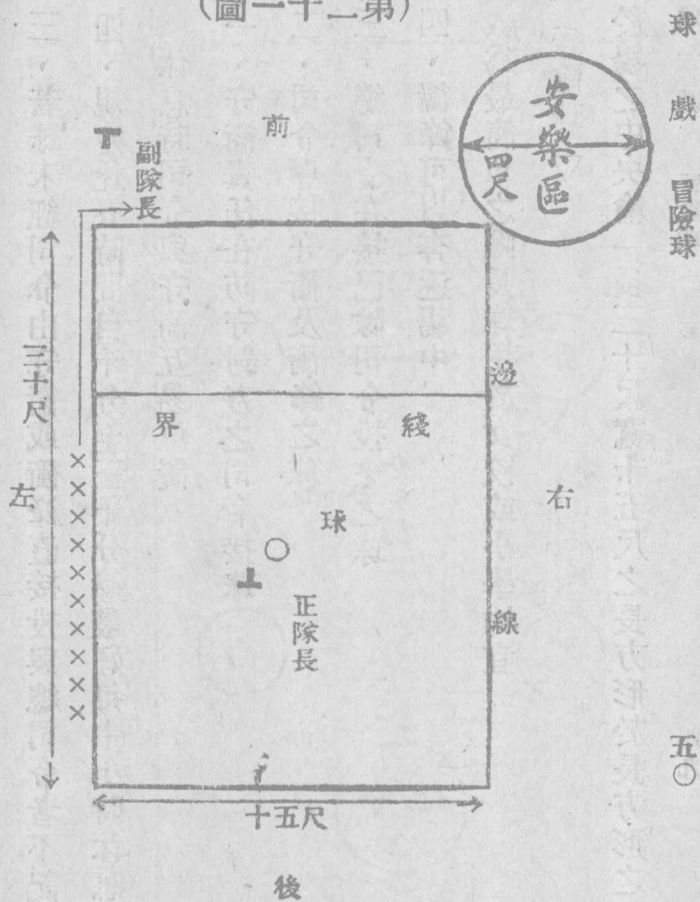 球戲 冒險球
五〇
(第二十一圖)
安樂區
四尺
前
副隊長
三十尺
邊線
界綫
左
右
球
正隊長
十五尺
後